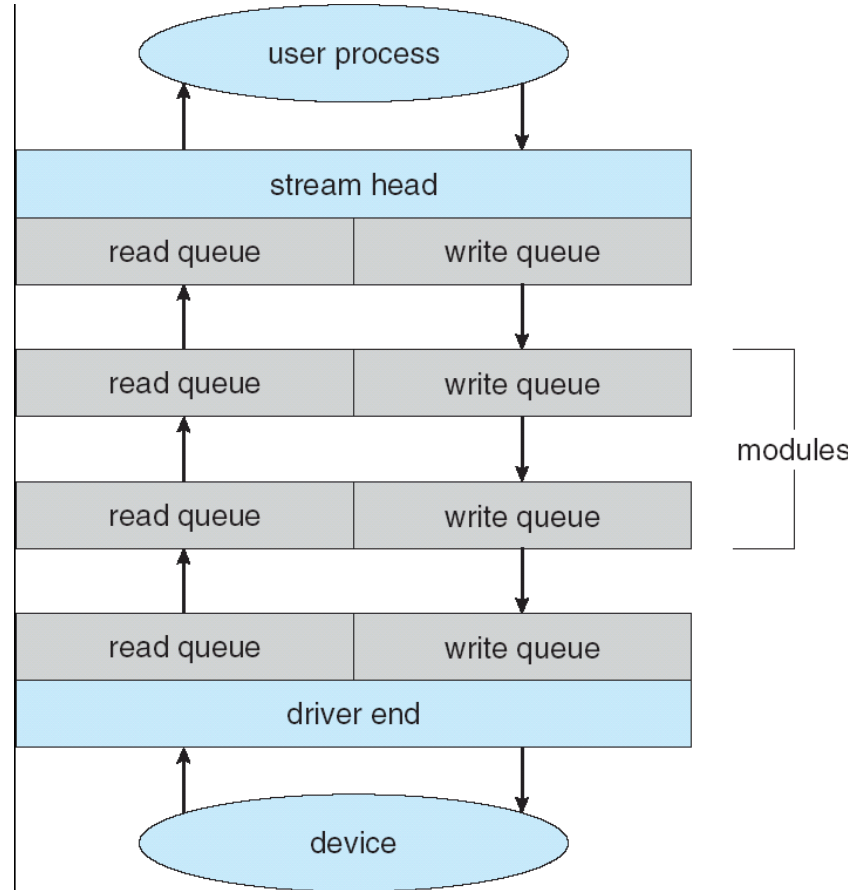 user process
stream head
read queue write queue
read queue write queue
modules
read queue write queue
read queue write queue
driver end
device